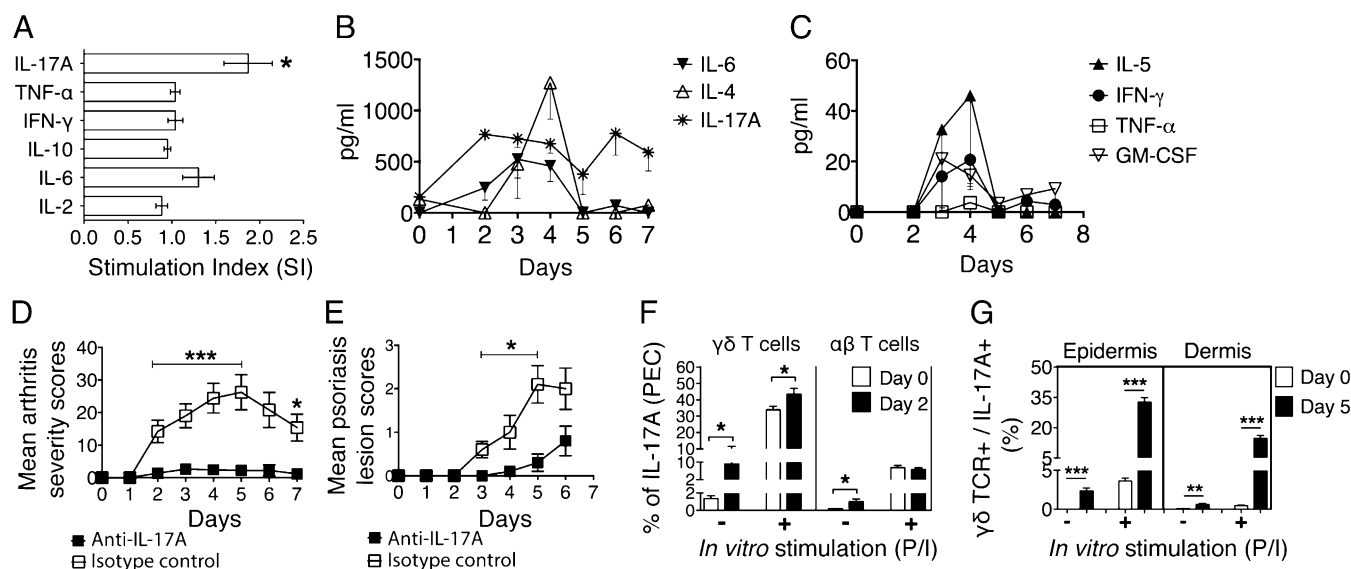 A
IL-17A
TNF-α
IFN-γ
IL-10
IL-6
IL-2
*
0.0 0.5 1.0 1.5 2.0 2.5
Stimulation Index (SI)
B
pg/ml
1500
1000
500
0
0 1 2 3 4 5 6 7
Days
IL-6
IL-4
IL-17A
C
pg/ml
60
40
20
0
0 2 4 6 8
Days
IL-5
IFN-γ
TNF-α
GM-CSF
D
Mean arthritis
severity scores
40
30
20
10
0
***
*
0 1 2 3 4 5 6 7
Days
Anti-IL-17A
Isotype control
E
Mean psoriasis
lesion scores
3
2
1
0
*
0 1 2 3 4 5 6 7
Days
Anti-IL-17A
Isotype control
F
% of IL-17A (PEC)
γδ T cells αβ T cells
60
50
40
30
20
10
10
2
2
0
* * *
Day 0
Day 2
- + - +
In vitro stimulation (P/I)
G
γδ TCR+ / IL-17A+
(%)
Epidermis Dermis
50
35
20
5
5
0
*** *** ** ***
Day 0
Day 5
- + - +
In vitro stimulation (P/I)